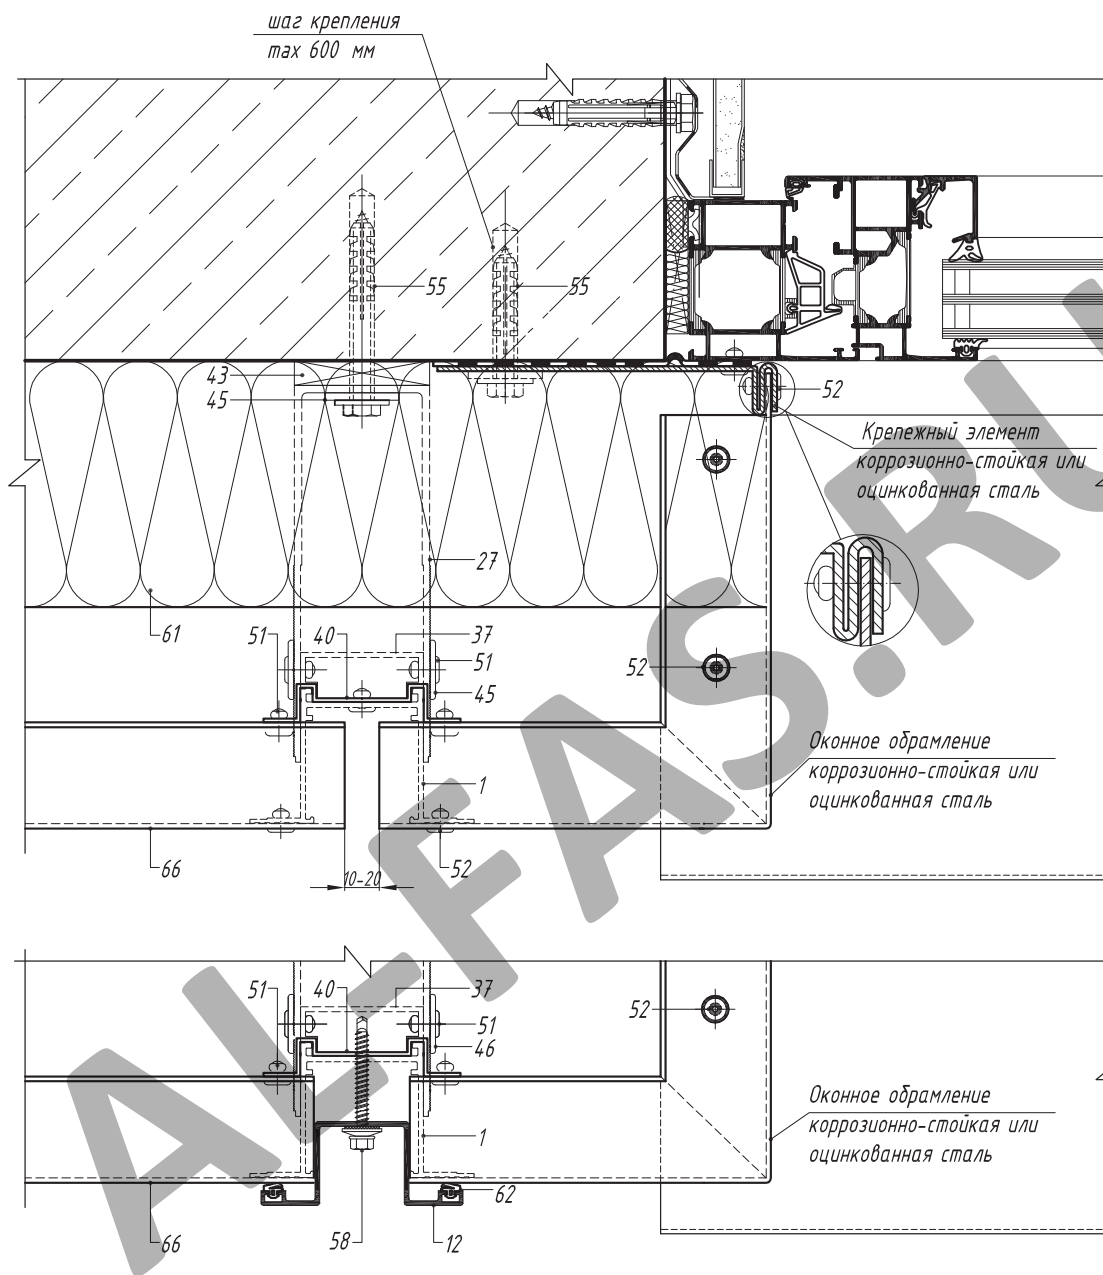 шаг крепления
max 600 мм
55
55
43
45
52
Крепежный элемент
коррозионно-стойкая или
оцинкованная сталь
27
61
51
40
37
51
45
52
Оконное обрамление
коррозионно-стойкая или
оцинкованная сталь
1
66
52
10-20
51
40
37
51
46
52
Оконное обрамление
коррозионно-стойкая или
оцинкованная сталь
1
62
66
58
12
AL-FAS.RU